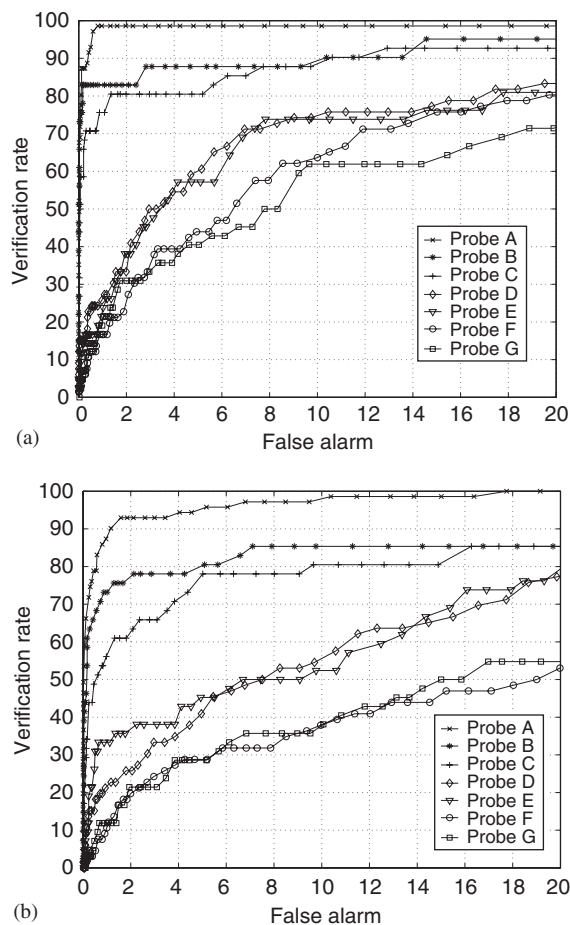 100
90
80
70
60
50
40
30
20
10
0
Verification rate
Probe A
Probe B
Probe C
Probe D
Probe E
Probe F
Probe G
0 2 4 6 8 10 12 14 16 18 20
(a)
False alarm
100
90
80
70
60
50
40
30
20
10
0
Verification rate
Probe A
Probe B
Probe C
Probe D
Probe E
Probe F
Probe G
0 2 4 6 8 10 12 14 16 18 20
(b)
False alarm